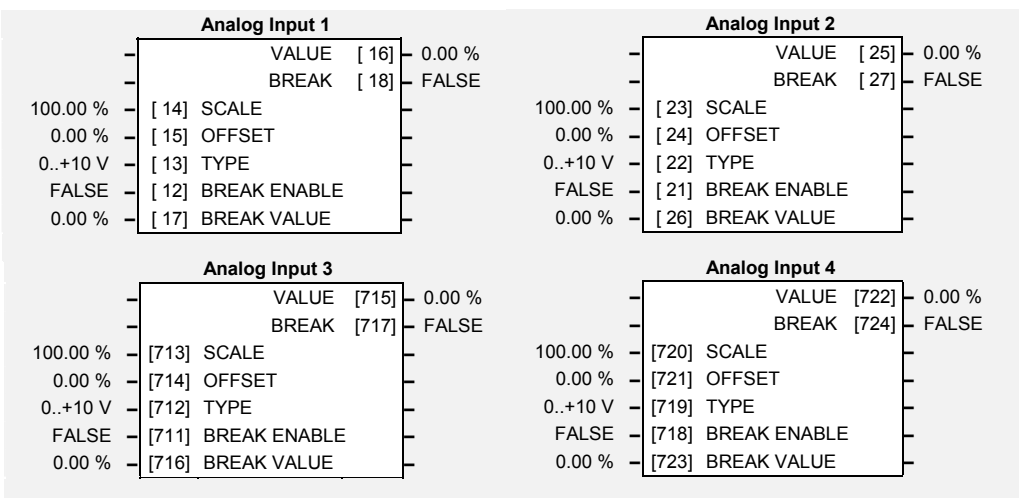 Analog Input 1
VALUE [ 16] 0.00 %
BREAK [ 18] FALSE
100.00 % [ 14] SCALE
0.00 % [ 15] OFFSET
0..+10 V [ 13] TYPE
FALSE [ 12] BREAK ENABLE
0.00 % [ 17] BREAK VALUE
Analog Input 2
VALUE [ 25] 0.00 %
BREAK [ 27] FALSE
100.00 % [ 23] SCALE
0.00 % [ 24] OFFSET
0..+10 V [ 22] TYPE
FALSE [ 21] BREAK ENABLE
0.00 % [ 26] BREAK VALUE
Analog Input 3
VALUE [715] 0.00 %
BREAK [717] FALSE
100.00 % [713] SCALE
0.00 % [714] OFFSET
0..+10 V [712] TYPE
FALSE [711] BREAK ENABLE
0.00 % [716] BREAK VALUE
Analog Input 4
VALUE [722] 0.00 %
BREAK [724] FALSE
100.00 % [720] SCALE
0.00 % [721] OFFSET
0..+10 V [719] TYPE
FALSE [718] BREAK ENABLE
0.00 % [723] BREAK VALUE